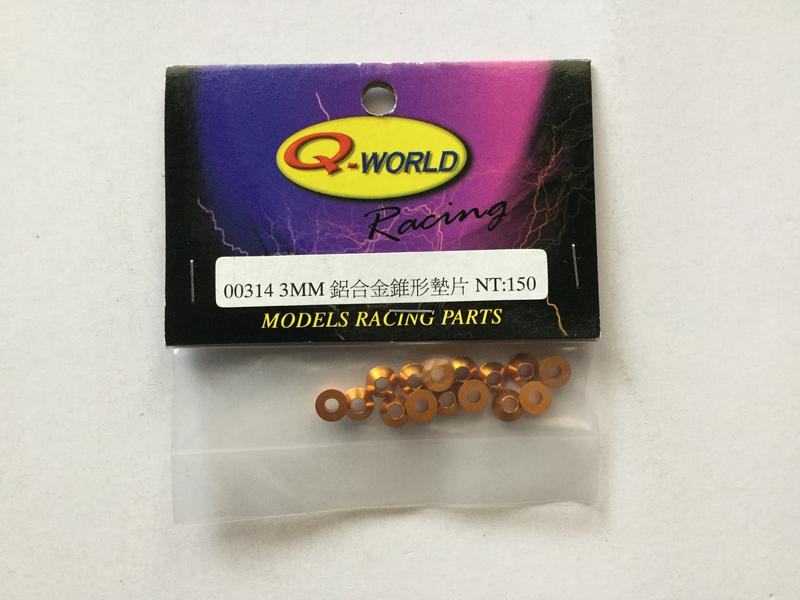 Q-WORLD
Racing
00314 3MM 鋁合金錐形墊片 NT:150
MODELS RACING PARTS